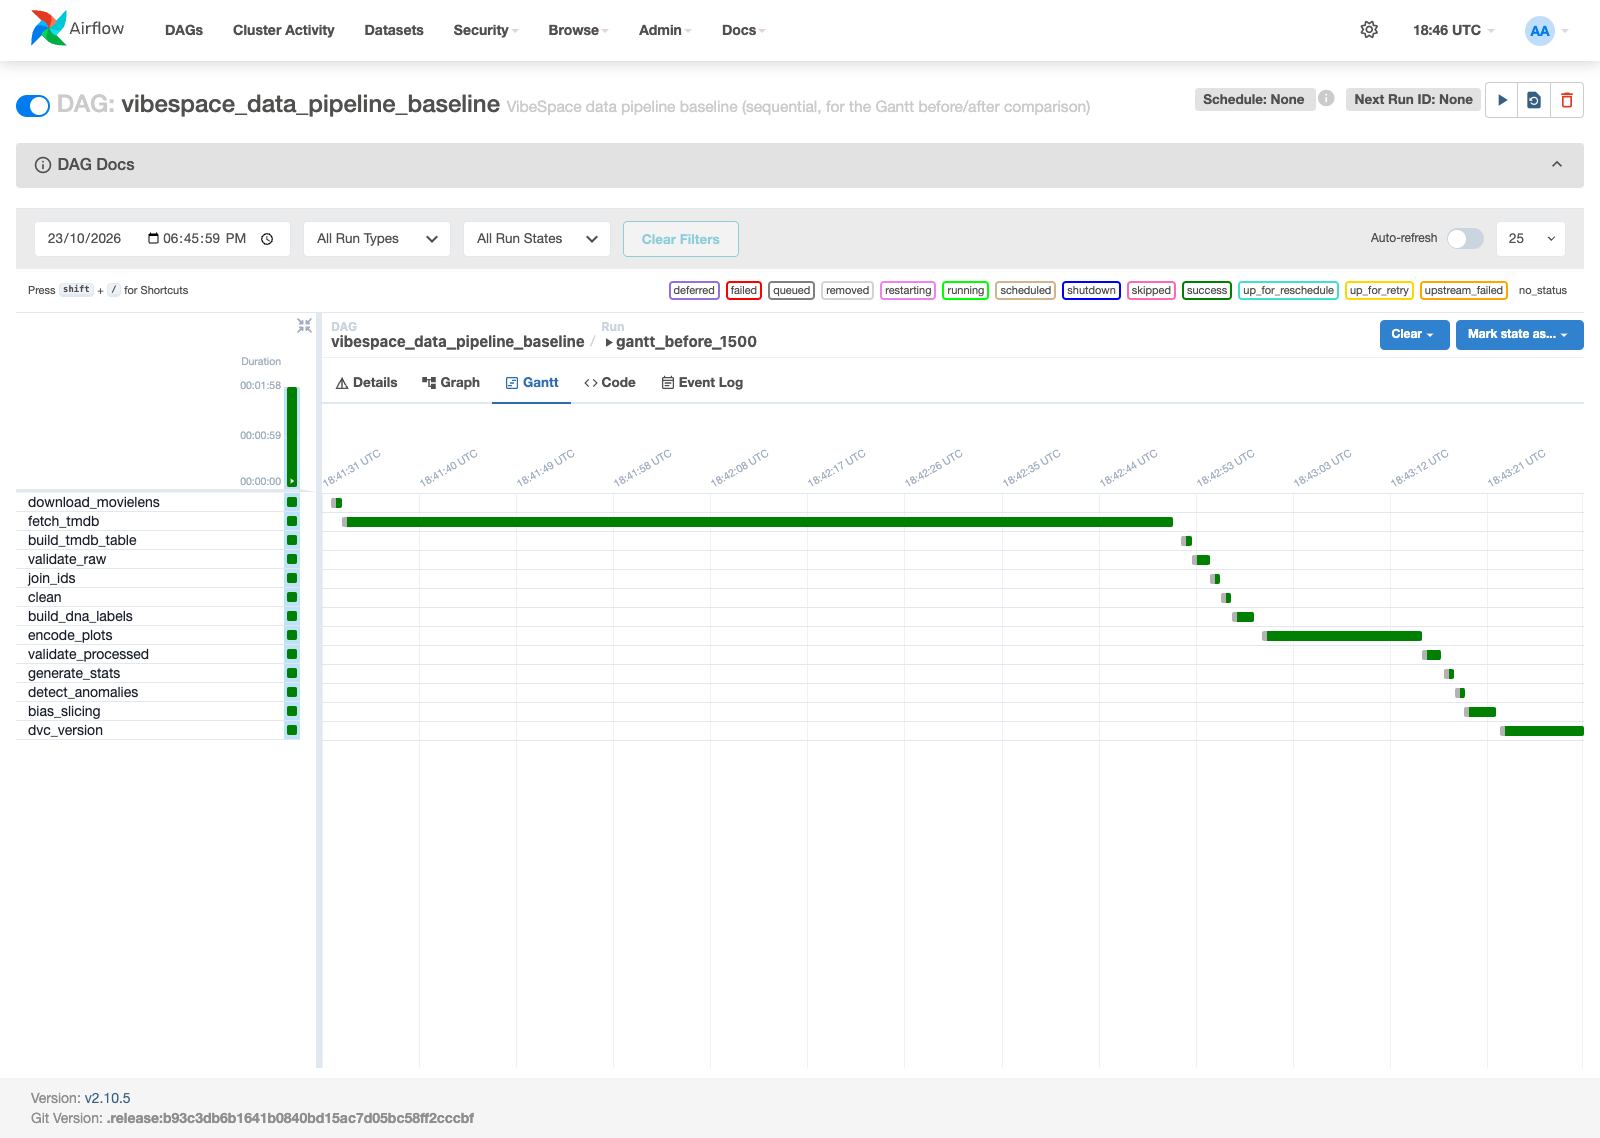 Airflow DAGs Cluster Activity Datasets Security Browse Admin Docs 18:46 UTC AA
DAG: vibespace_data_pipeline_baseline VibeSpace data pipeline baseline (sequential, for the Gantt before/after comparison) Schedule: None Next Run ID: None
DAG Docs
23/10/2026 06:45:59 PM All Run Types All Run States Clear Filters Auto-refresh 25
Press shift + / for Shortcuts deferred failed queued removed restarting running scheduled shutdown skipped success up_for_reschedule up_for_retry upstream_failed no_status
DAG Run
vibespace_data_pipeline_baseline / gantt_before_1500 Clear Mark state as...
Duration
00:01:58
00:00:59
00:00:00
Details Graph Gantt Code Event Log
18:41:31 UTC 18:41:40 UTC 18:41:49 UTC 18:41:58 UTC 18:42:08 UTC 18:42:17 UTC 18:42:26 UTC 18:42:35 UTC 18:42:44 UTC 18:42:53 UTC 18:43:03 UTC 18:43:12 UTC 18:43:21 UTC
download_movielens
fetch_tmdb
build_tmdb_table
validate_raw
join_ids
clean
build_dna_labels
encode_plots
validate_processed
generate_stats
detect_anomalies
bias_slicing
dvc_version
Version: v2.10.5
Git Version: .release:b93c3db6b1641b0840bd15ac7d05bc58ff2cccbf